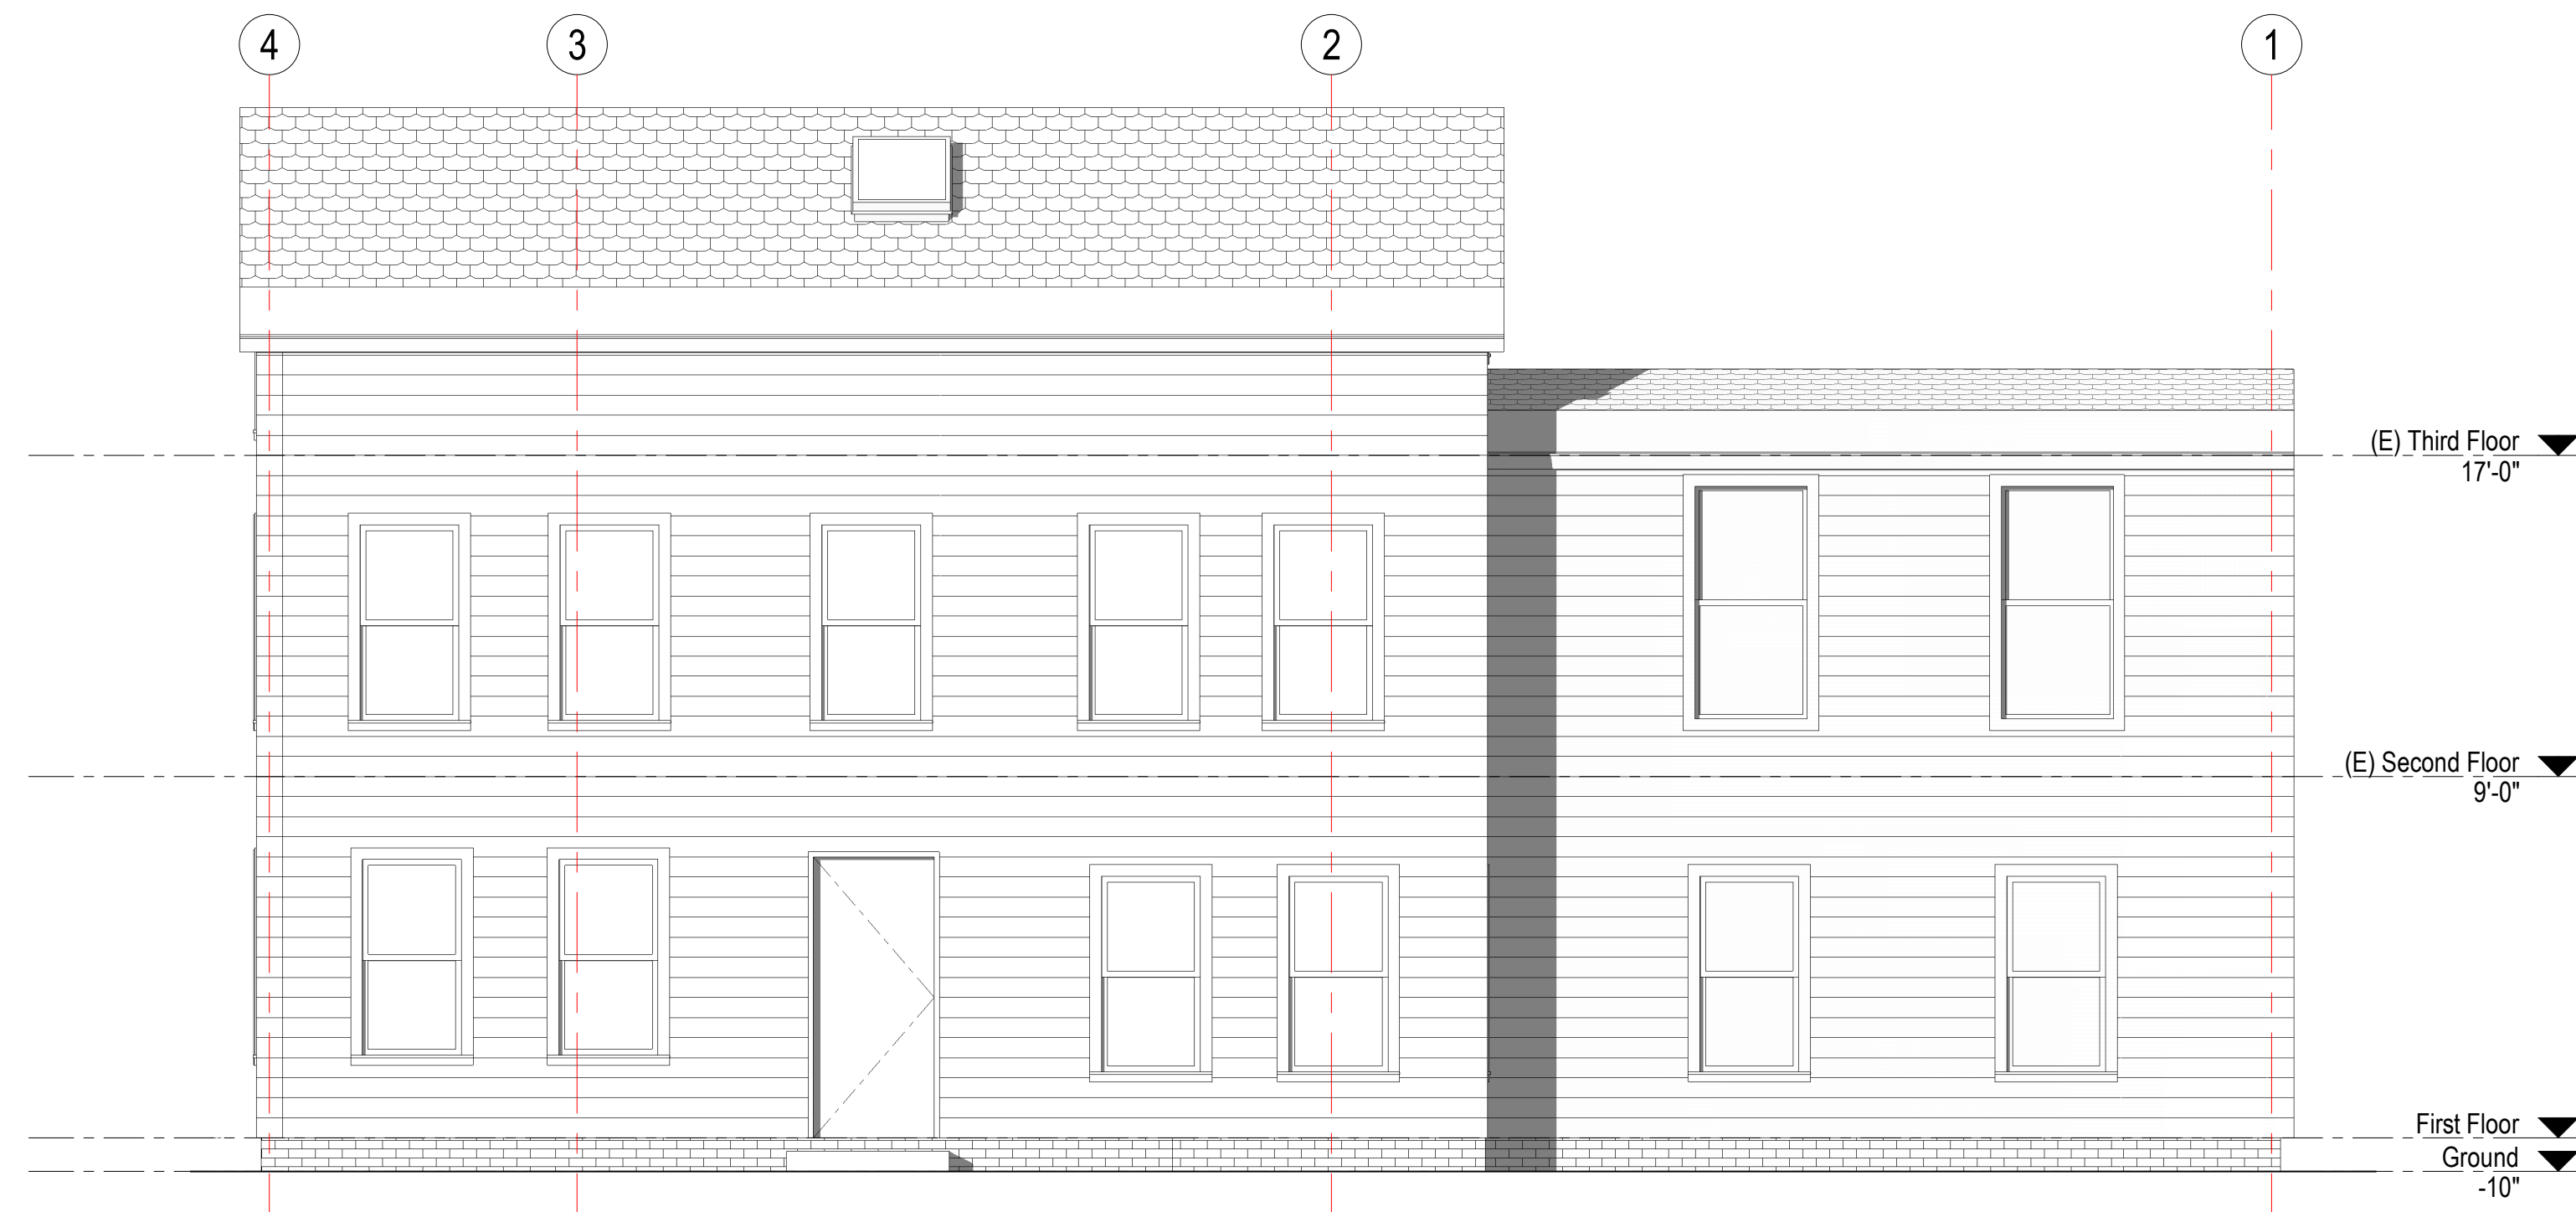 4
3
2
1
(E) Third Floor
17'-0"
(E) Second Floor
9'-0"
First Floor
Ground
-10"